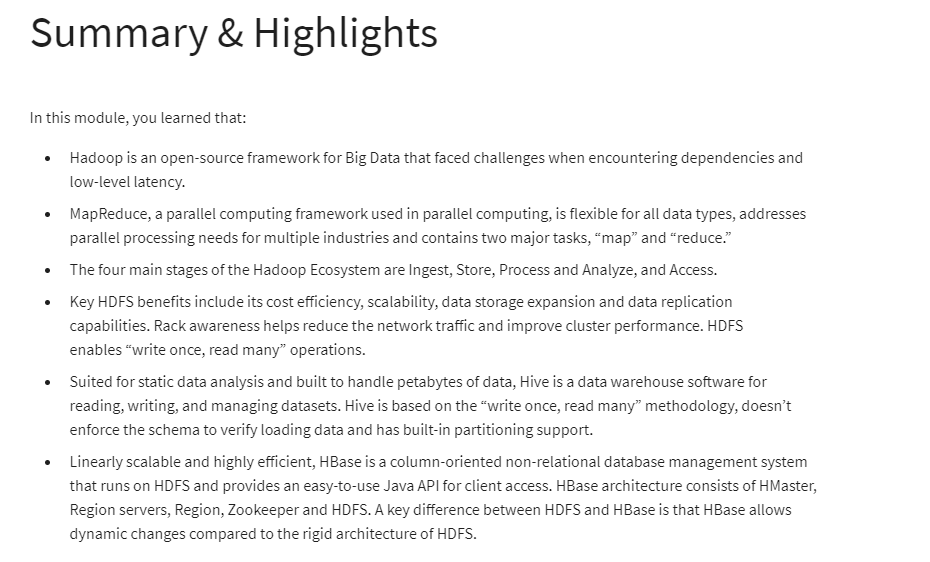 Summary & Highlights
In this module, you learned that:
• Hadoop is an open-source framework for Big Data that faced challenges when encountering dependencies and
low-level latency.
• MapReduce, a parallel computing framework used in parallel computing, is flexible for all data types, addresses
parallel processing needs for multiple industries and contains two major tasks, “map” and “reduce.”
• The four main stages of the Hadoop Ecosystem are Ingest, Store, Process and Analyze, and Access.
• Key HDFS benefits include its cost efficiency, scalability, data storage expansion and data replication
capabilities. Rack awareness helps reduce the network traffic and improve cluster performance. HDFS
enables “write once, read many” operations.
• Suited for static data analysis and built to handle petabytes of data, Hive is a data warehouse software for
reading, writing, and managing datasets. Hive is based on the “write once, read many” methodology, doesn’t
enforce the schema to verify loading data and has built-in partitioning support.
• Linearly scalable and highly efficient, HBase is a column-oriented non-relational database management system
that runs on HDFS and provides an easy-to-use Java API for client access. HBase architecture consists of HMaster,
Region servers, Region, Zookeeper and HDFS. A key difference between HDFS and HBase is that HBase allows
dynamic changes compared to the rigid architecture of HDFS.